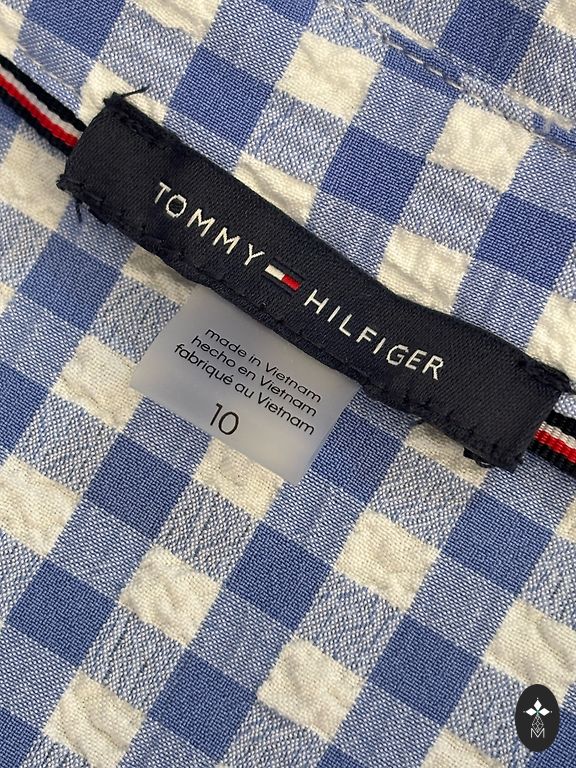 TOMMY HILFIGER
made in Vietnam
hecho en Vietnam
fabriqué au Vietnam
10
M